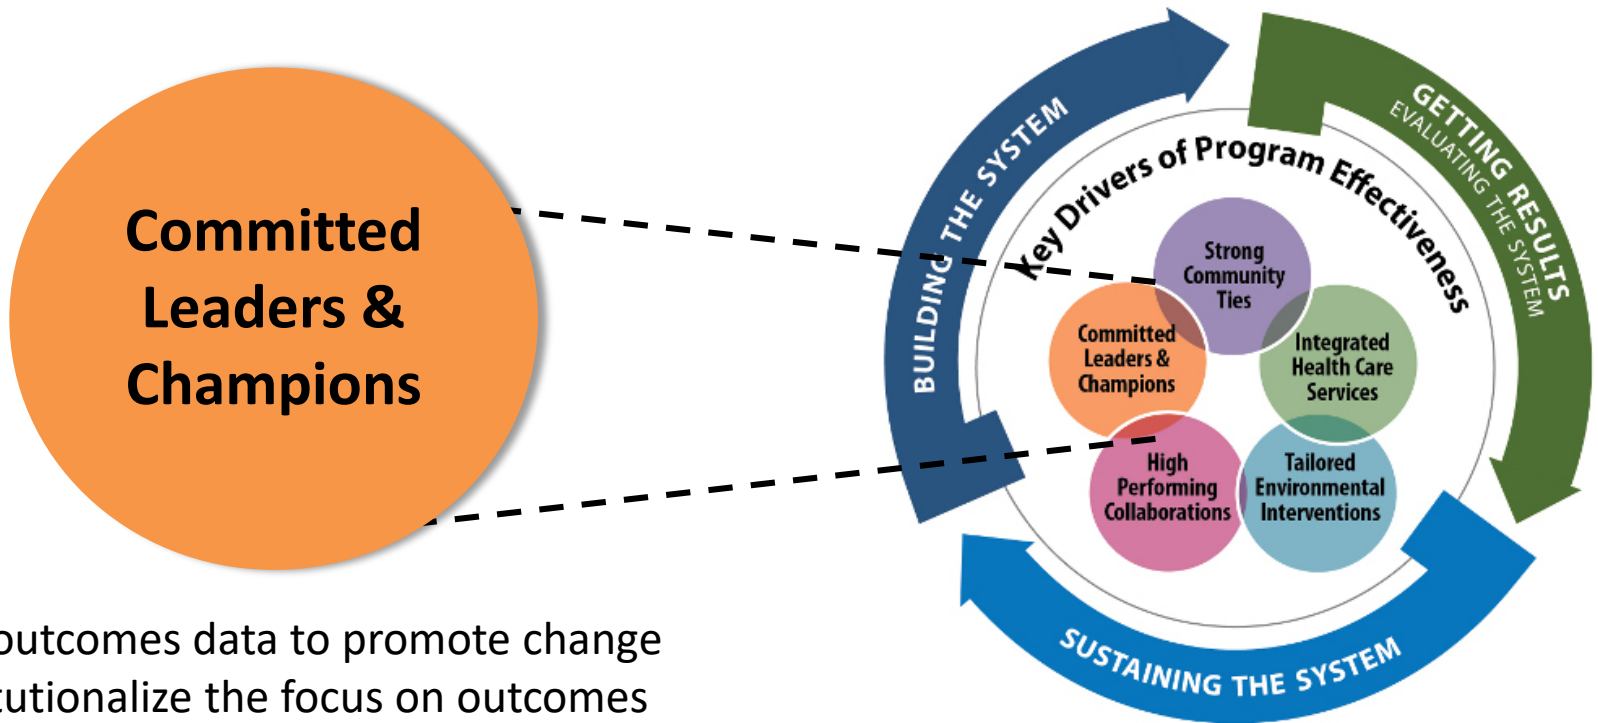 Committed
Leaders &
Champions
outcomes data to promote change
the focus on outcomes
BUILDING THE SYSTEM
GETTING RESULTS
EVALUATING THE SYSTEM
SUSTAINING THE SYSTEM
Key Drivers of Program Effectiveness
Strong
Community
Ties
Committed
Leaders &
Champions
Integrated
Health Care
Services
High
Performing
Collaborations
Tailored
Environmental
Interventions